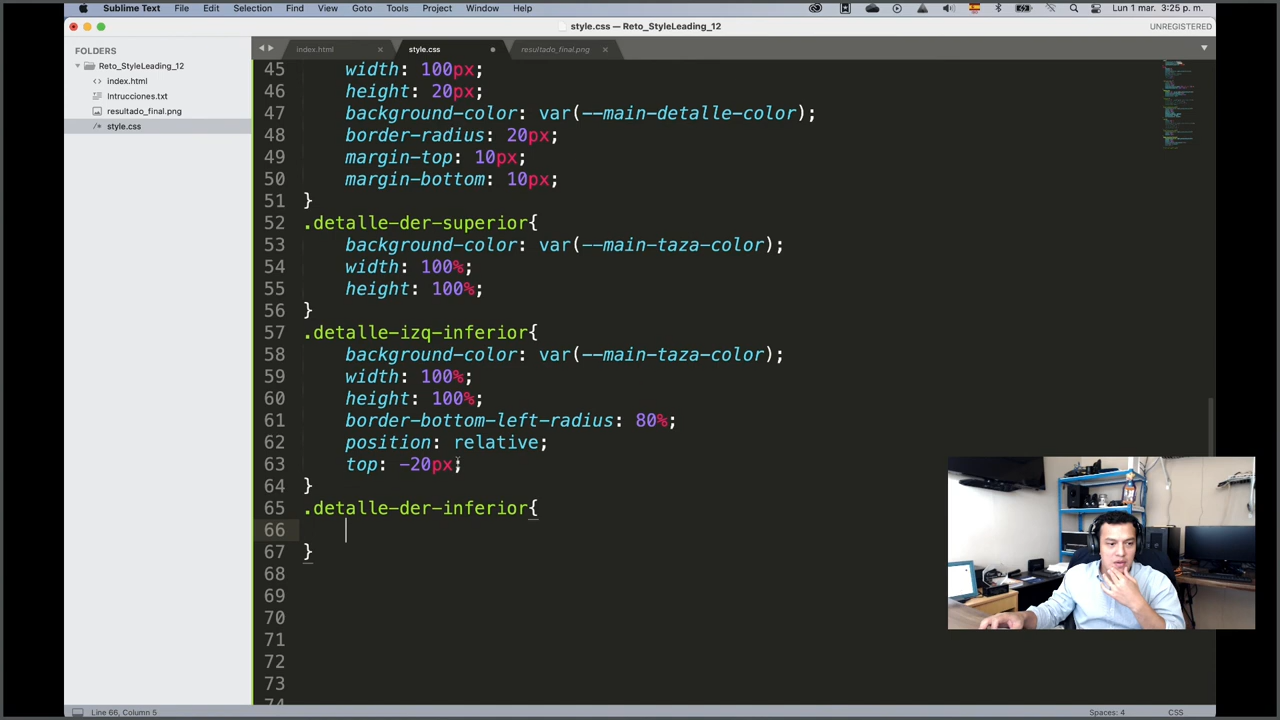 Sublime Text File Edit Selection Find View Goto Tools Project Window Help Lun 1 mar. 3:25 p. m.
style.css — Reto_StyleLeading_12 UNREGISTERED
FOLDERS
Reto_StyleLeading_12
index.html
Intrucciones.txt
resultado_final.png
style.css
index.html style.css resultado_final.png
45 width: 100px;
46 height: 20px;
47 background-color: var(--main-detalle-color);
48 border-radius: 20px;
49 margin-top: 10px;
50 margin-bottom: 10px;
51 }
52 .detalle-der-superior{
53 background-color: var(--main-taza-color);
54 width: 100%;
55 height: 100%;
56 }
57 .detalle-izq-inferior{
58 background-color: var(--main-taza-color);
59 width: 100%;
60 height: 100%;
61 border-bottom-left-radius: 80%;
62 position: relative;
63 top: -20px;
64 }
65 .detalle-der-inferior{
66
67 }
68
69
70
71
72
73
74
Line 66, Column 5 Spaces: 4 CSS